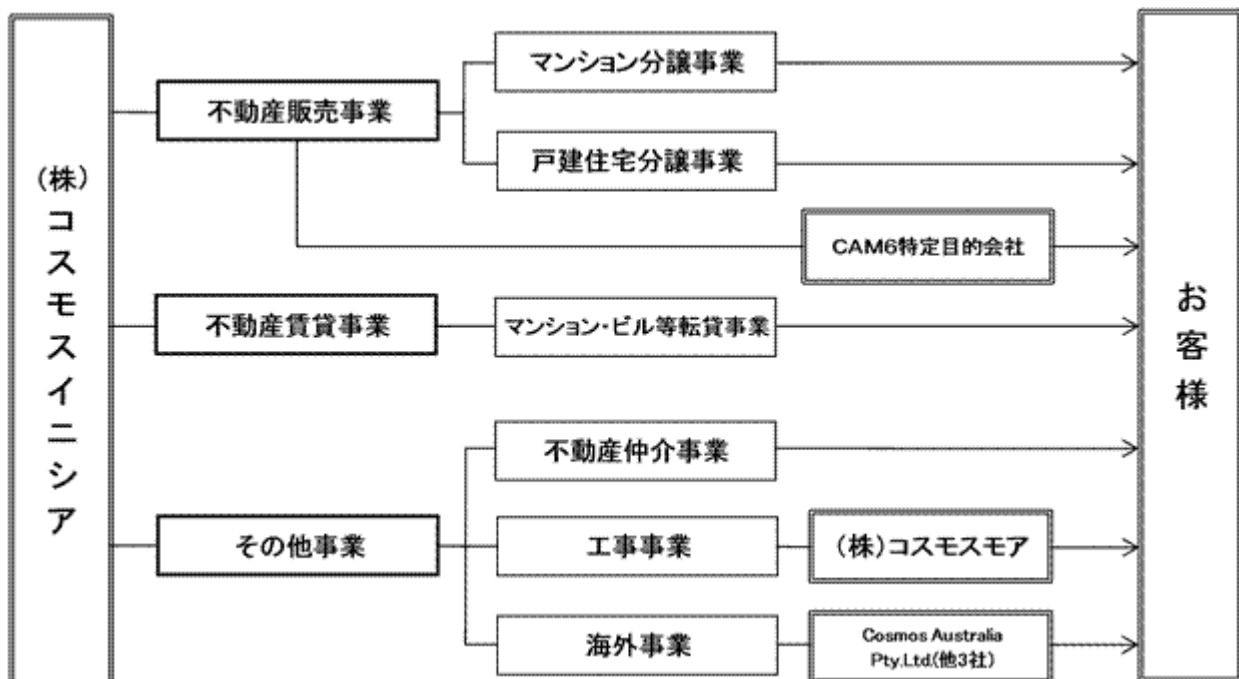 (株)コスモスイニシア
不動産販売事業
マンション分譲事業
戸建住宅分譲事業
CAM6特定目的会社
不動産賃貸事業
マンション・ビル等転貸事業
その他事業
不動産仲介事業
工事事業
(株)コスモスモア
海外事業
Cosmos Australia
Pty.Ltd.(他3社)
お客様